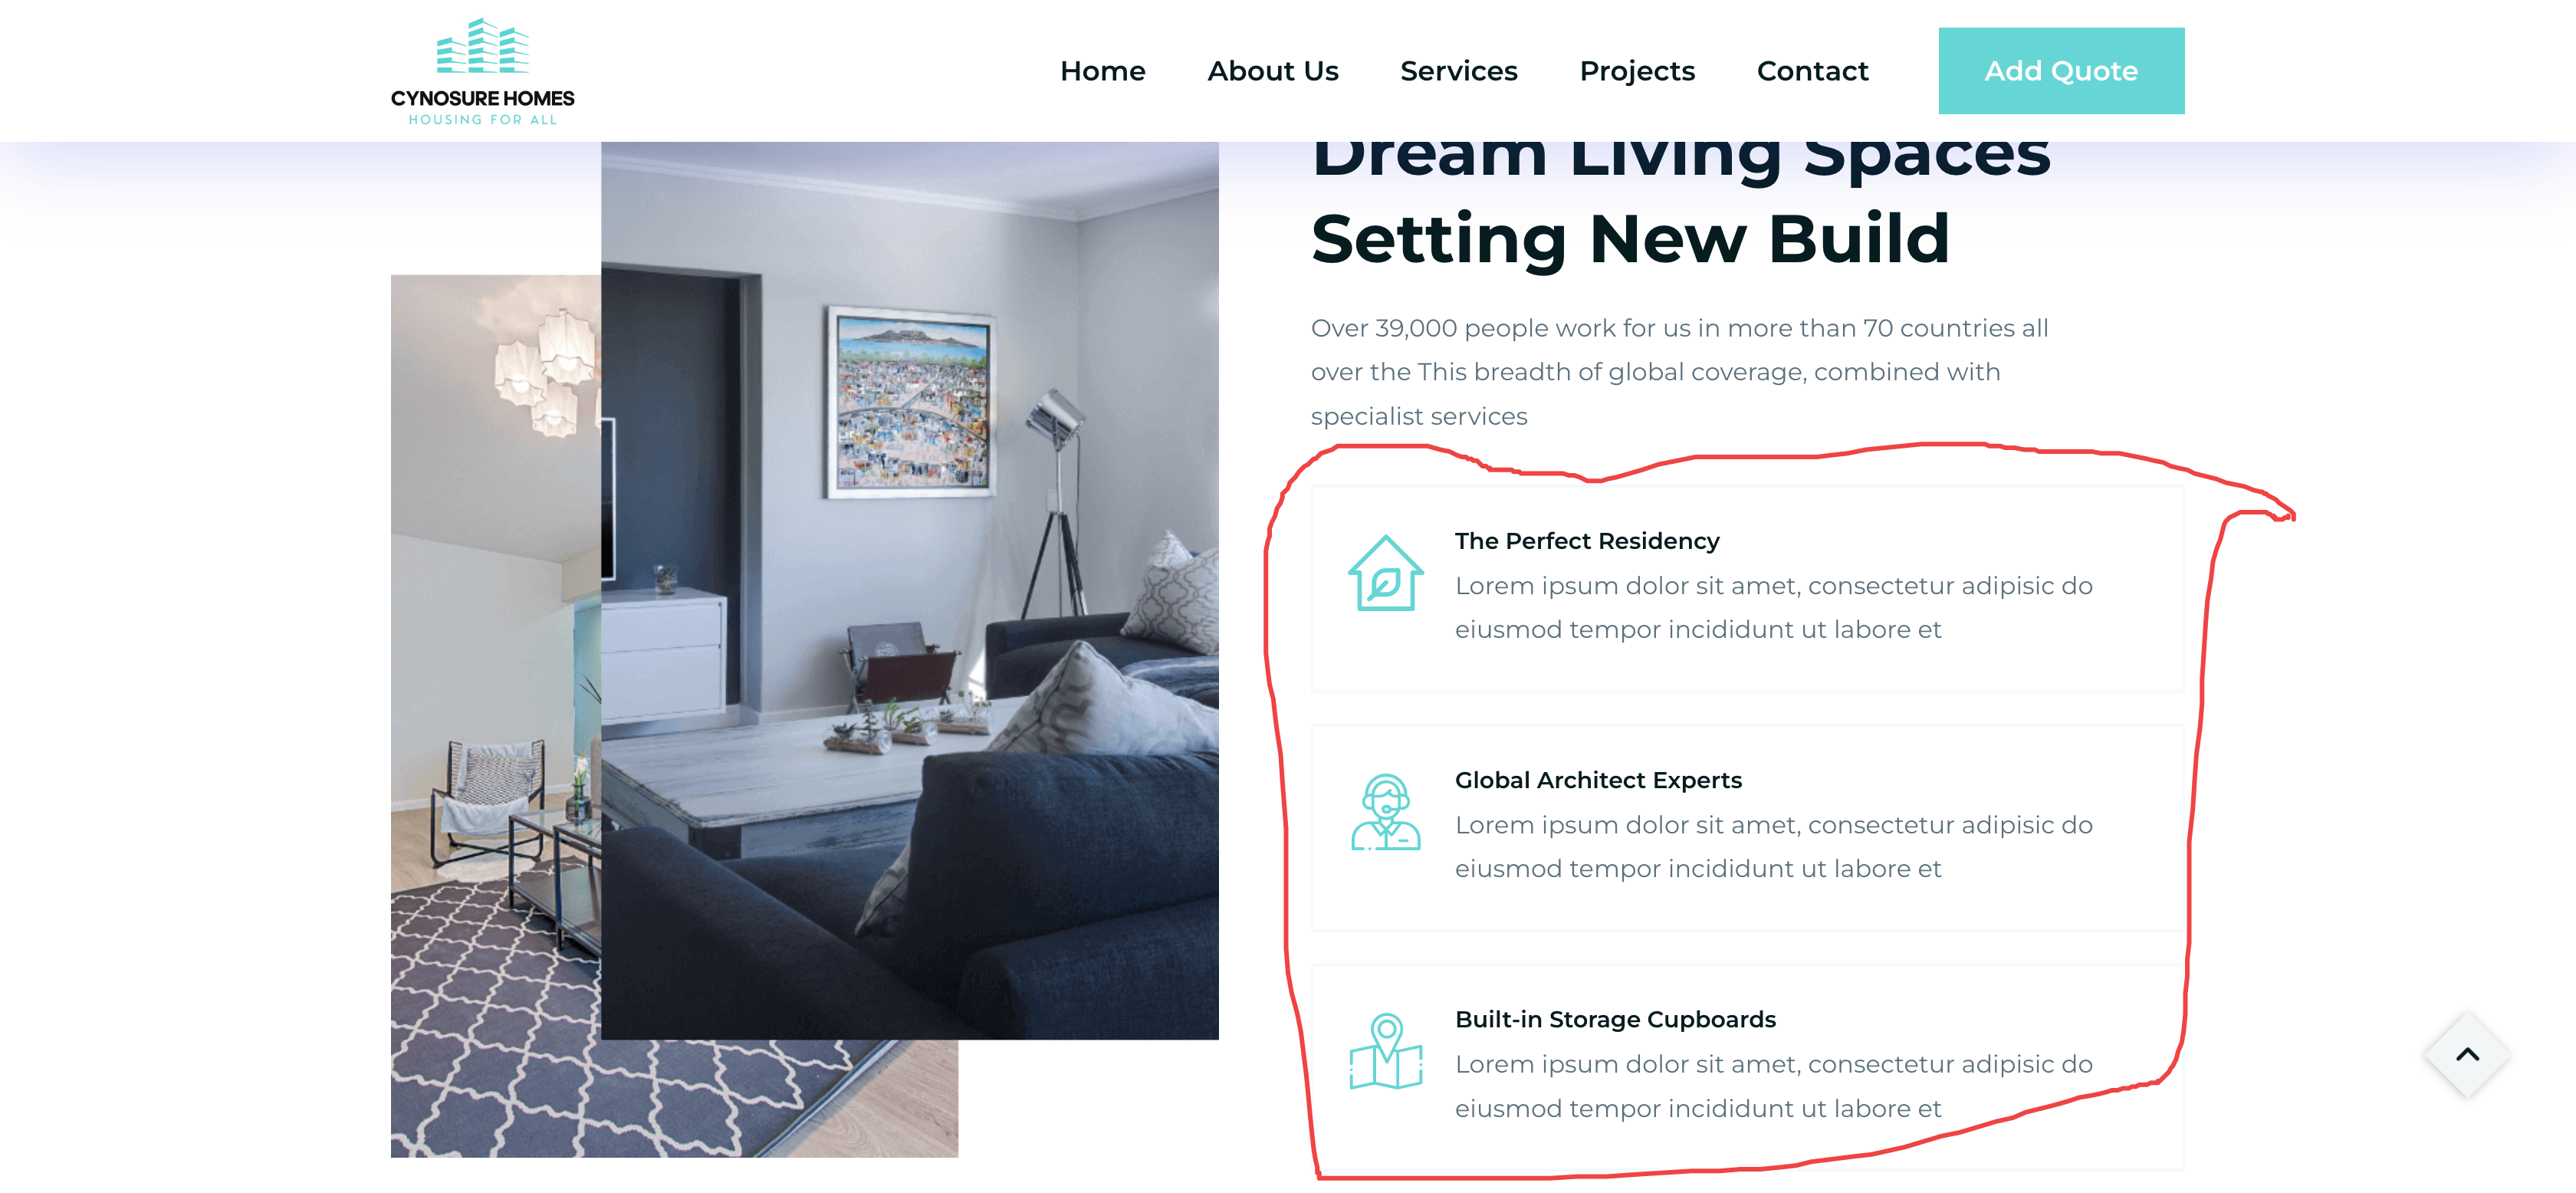 CYNOSURE HOMES
HOUSING FOR ALL
Home About Us Services Projects Contact Add Quote
Dream Living Spaces
Setting New Build
Over 39,000 people work for us in more than 70 countries all
over the This breadth of global coverage, combined with
specialist services
The Perfect Residency
Lorem ipsum dolor sit amet, consectetur adipisic do
eiusmod tempor incididunt ut labore et
Global Architect Experts
Lorem ipsum dolor sit amet, consectetur adipisic do
eiusmod tempor incididunt ut labore et
Built-in Storage Cupboards
Lorem ipsum dolor sit amet, consectetur adipisic do
eiusmod tempor incididunt ut labore et